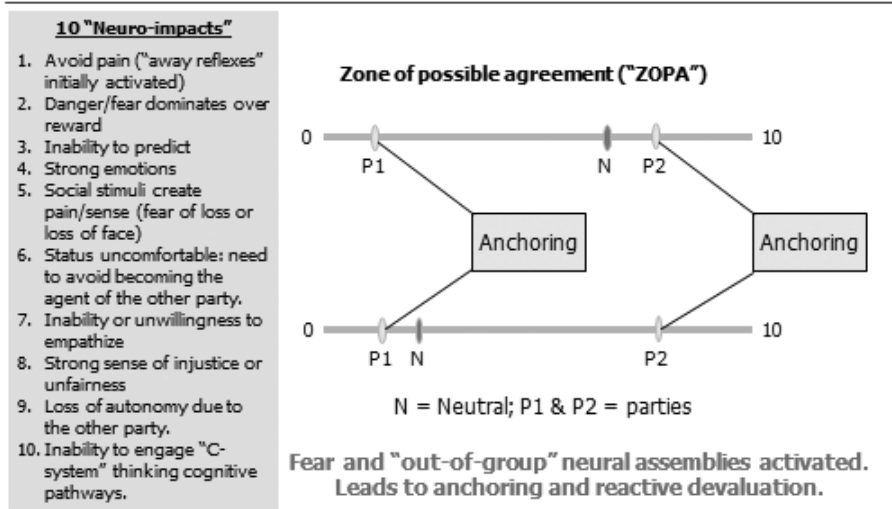 10 “Neuro-impacts”
1. Avoid pain (“away reflexes”
initially activated)
2. Danger/fear dominates over
reward
3. Inability to predict
4. Strong emotions
5. Social stimuli create
pain/sense (fear of loss or
loss of face)
6. Status uncomfortable: need
to avoid becoming the
agent of the other party.
7. Inability or unwillingness to
empathize
8. Strong sense of injustice or
unfairness
9. Loss of autonomy due to
the other party.
10. Inability to engage “C-
system” thinking cognitive
pathways.
Zone of possible agreement (“ZOPA”)
0
10
P1
N
P2
Anchoring
Anchoring
0
10
P1
N
P2
N = Neutral; P1 & P2 = parties
Fear and “out-of-group” neural assemblies activated.
Leads to anchoring and reactive devaluation.